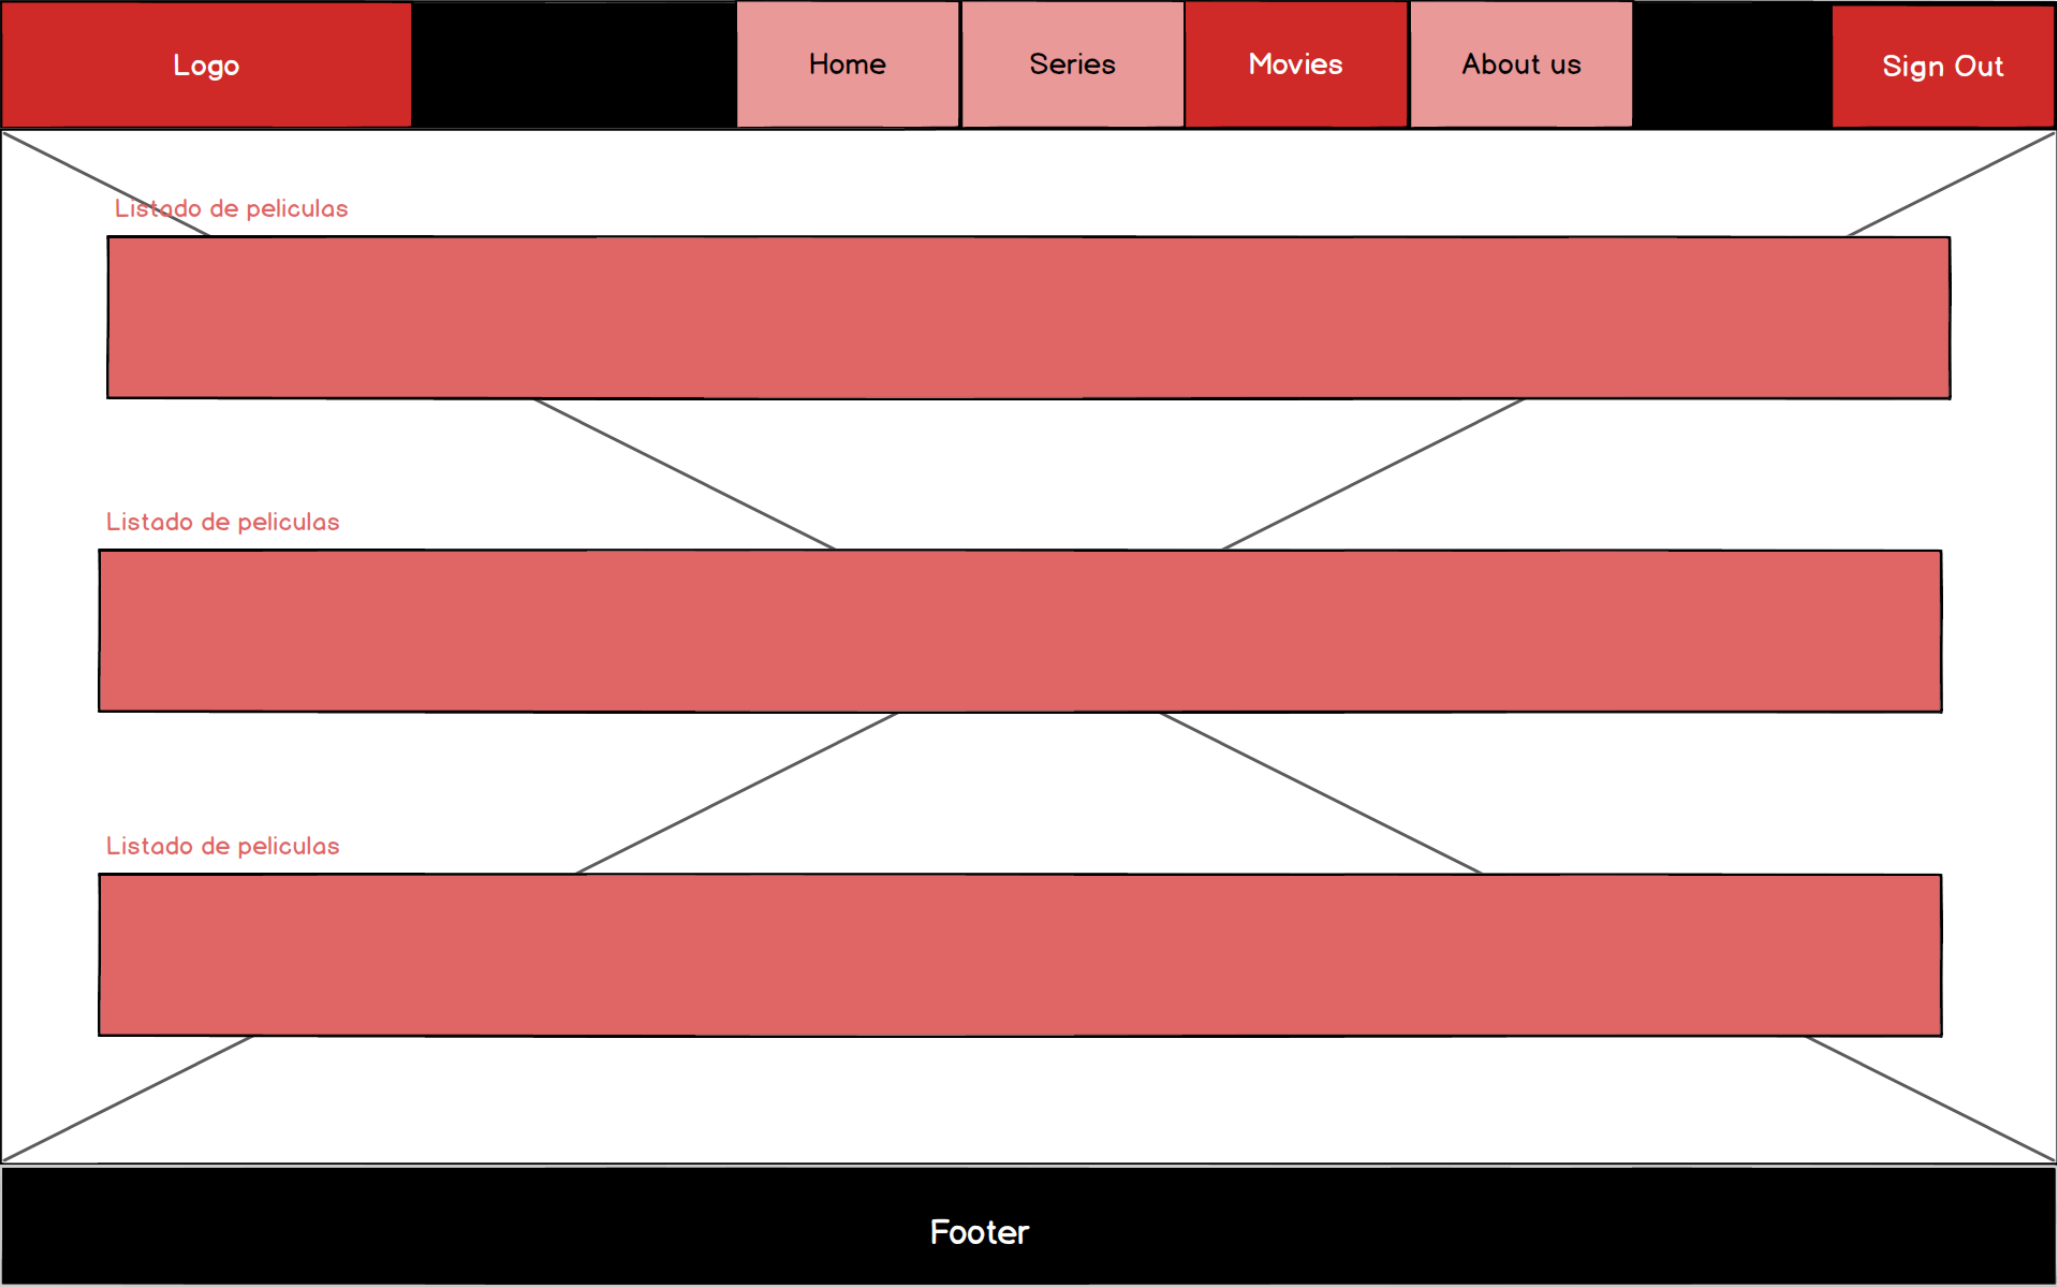 Logo
Home
Series
Movies
About us
Sign Out
Listado de peliculas
Listado de peliculas
Listado de peliculas
Footer